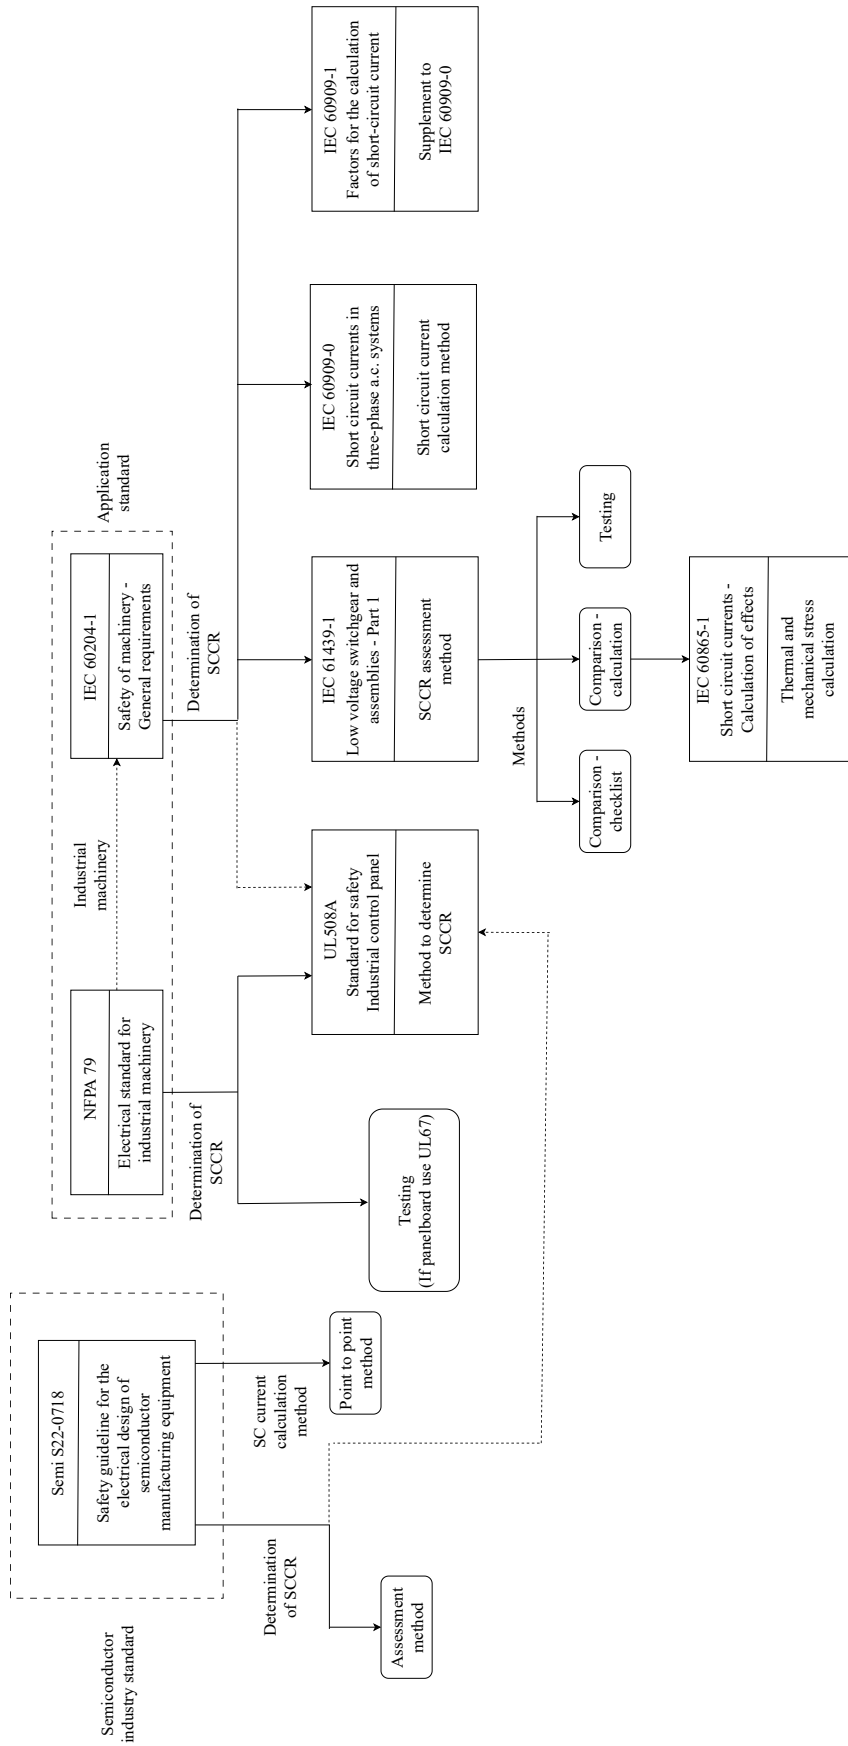 Semiconductor
industry standard
Semi S22-0718
Safety guideline for the
electrical design of
semiconductor
manufacturing equipment
Determination
of SCCR
Assessment
method
SC current
calculation
method
Point to point
method
Application
standard
NFPA 79
Electrical standard for
industrial machinery
Industrial
machinery
IEC 60204-1
Safety of machinery -
General requirements
Determination of
SCCR
Testing
(If panelboard use UL67)
UL508A
Standard for safety
Industrial control panel
Method to determine
SCCR
Determination of
SCCR
IEC 61439-1
Low voltage switchgear and
assemblies - Part 1
SCCR assessment
method
IEC 60909-0
Short circuit currents in
three-phase a.c. systems
Short circuit current
calculation method
IEC 60909-1
Factors for the calculation
of short-circuit current
Supplement to
IEC 60909-0
Methods
Comparison -
checklist
Comparison -
calculation
Testing
IEC 60865-1
Short circuit currents -
Calculation of effects
Thermal and
mechanical stress
calculation